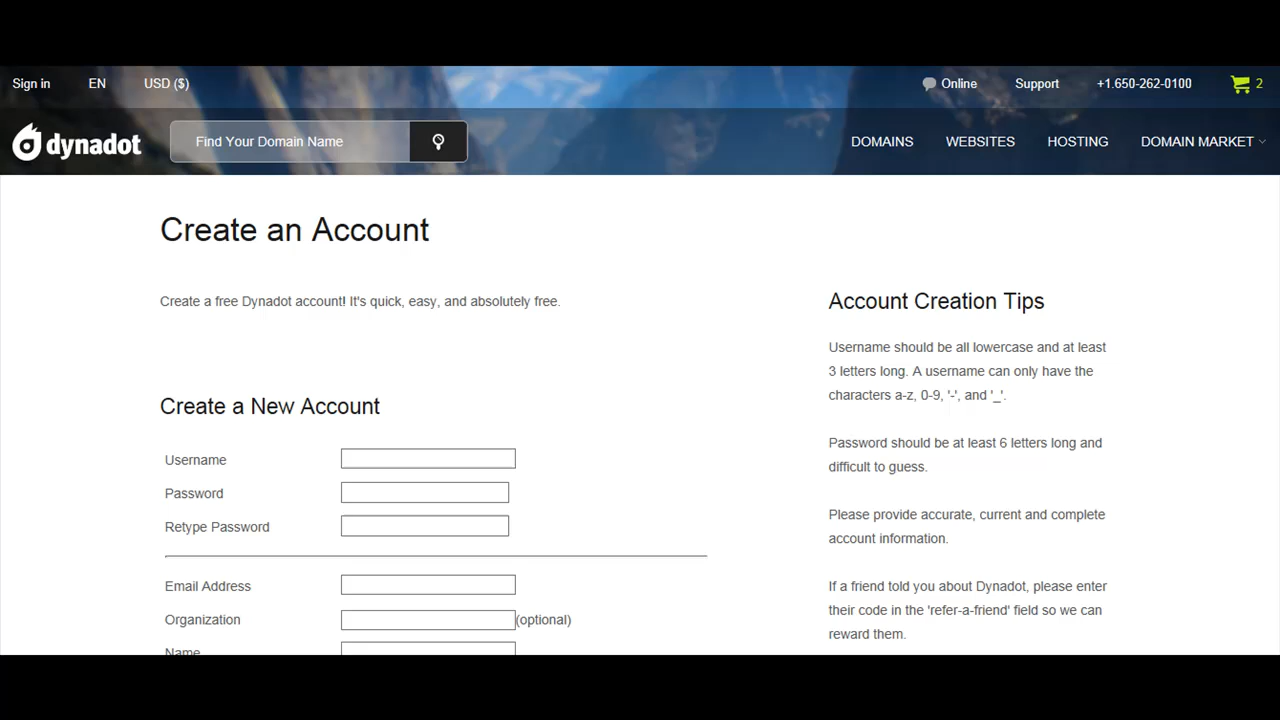 Sign in EN USD ($) Online Support +1.650-262-0100 2
dynadot Find Your Domain Name DOMAINS WEBSITES HOSTING DOMAIN MARKET
Create an Account
Create a free Dynadot account! It's quick, easy, and absolutely free.
Create a New Account
Username
Password
Retype Password
Email Address
Organization (optional)
Name
Account Creation Tips
Username should be all lowercase and at least
3 letters long. A username can only have the
characters a-z, 0-9, '-', and '_'.
Password should be at least 6 letters long and
difficult to guess.
Please provide accurate, current and complete
account information.
If a friend told you about Dynadot, please enter
their code in the 'refer-a-friend' field so we can
reward them.